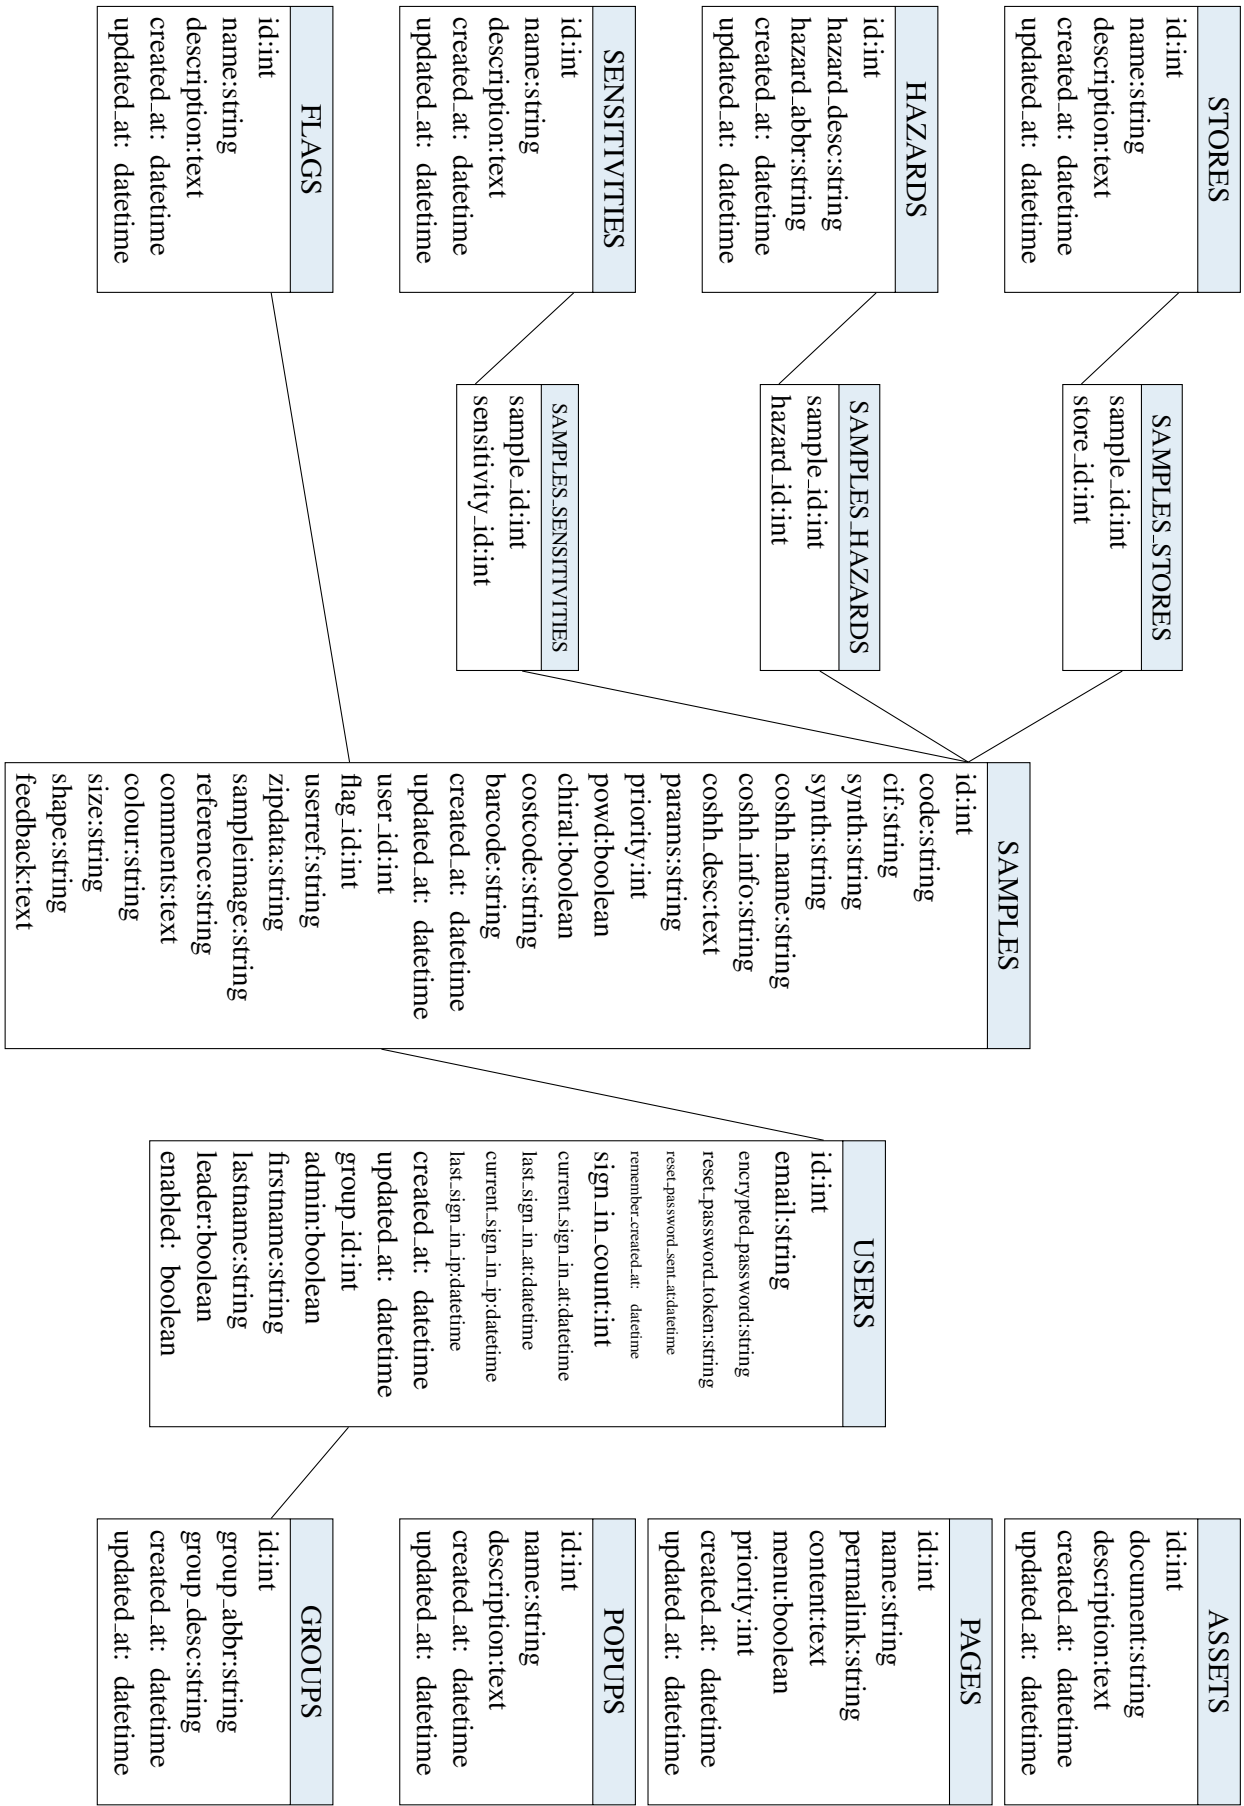 STORES
id:int
name:string
description:text
created_at: datetime
updated_at: datetime
SAMPLES_STORES
sample_id:int
store_id:int
ASSETS
id:int
document:string
description:text
created_at: datetime
updated_at: datetime
HAZARDS
id:int
hazard_desc:string
hazard_abbr:string
created_at: datetime
updated_at: datetime
SAMPLES_HAZARDS
sample_id:int
hazard_id:int
SAMPLES
id:int
code:string
cif:string
synth:string
synth:string
coshh_name:string
coshh_info:string
coshh_desc:text
params:string
priority:int
powd:boolean
chiral:boolean
costcode:string
barcode:string
created_at: datetime
updated_at: datetime
user_id:int
flag_id:int
userref:string
zipdata:string
sampleimage:string
reference:string
comments:text
colour:string
size:string
shape:string
feedback:text
USERS
id:int
email:string
encrypted_password:string
reset_password_token:string
reset_password_sent_at:datetime
remember_created_at: datetime
sign_in_count:int
current_sign_in_at:datetime
last_sign_in_at:datetime
current_sign_in_ip:datetime
last_sign_in_ip:datetime
created_at: datetime
updated_at: datetime
group_id:int
admin:boolean
firstname:string
lastname:string
leader:boolean
enabled: boolean
PAGES
id:int
name:string
permalink:string
content:text
menu:boolean
priority:int
created_at: datetime
updated_at: datetime
SENSITIVITIES
id:int
name:string
description:text
created_at: datetime
updated_at: datetime
SAMPLES_SENSITIVITIES
sample_id:int
sensitivity_id:int
POPUPS
id:int
name:string
description:text
created_at: datetime
updated_at: datetime
FLAGS
id:int
name:string
description:text
created_at: datetime
updated_at: datetime
GROUPS
id:int
group_abbr:string
group_desc:string
created_at: datetime
updated_at: datetime